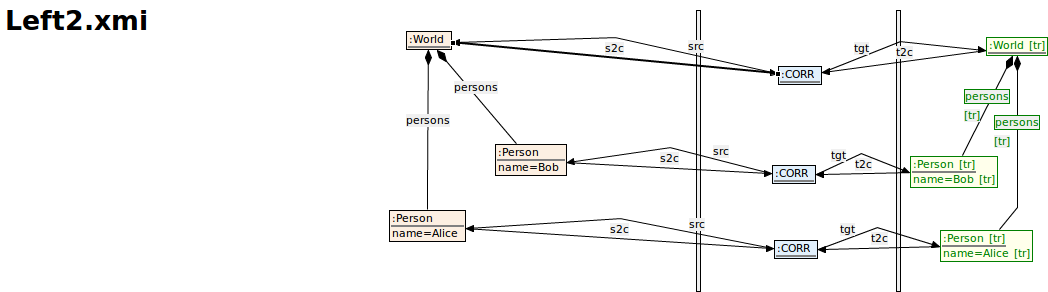 Left2.xmi
:World
s2c
src
tgt
t2c
:World [tr]
:CORR
persons
persons
[tr]
persons
persons
[tr]
:Person
name=Bob
s2c
src
tgt
t2c
:CORR
:Person [tr]
name=Bob [tr]
:Person
name=Alice
s2c
src
tgt
t2c
:CORR
:Person [tr]
name=Alice [tr]